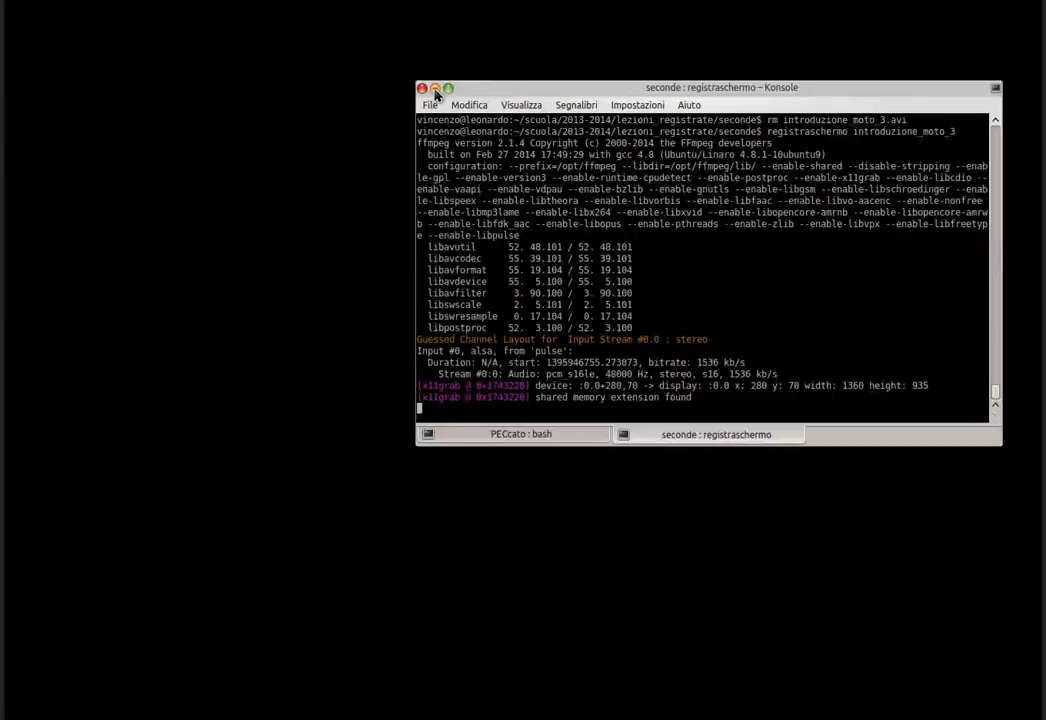 seconde : registraschermo – Konsole
File Modifica Visualizza Segnalibri Impostazioni Aiuto
vincenzo@leonardo:~/scuola/2013-2014/lezioni_registrate/seconde$ rm introduzione_moto_3.avi
vincenzo@leonardo:~/scuola/2013-2014/lezioni_registrate/seconde$ registraschermo introduzione_moto_3
ffmpeg version 2.1.4 Copyright (c) 2000-2014 the FFmpeg developers
built on Feb 27 2014 17:49:29 with gcc 4.8 (Ubuntu/Linaro 4.8.1-10ubuntu9)
configuration: --prefix=/opt/ffmpeg --libdir=/opt/ffmpeg/lib/ --enable-shared --disable-stripping --enab
le-gpl --enable-version3 --enable-runtime-cpudetect --enable-postproc --enable-x11grab --enable-libcdio --
enable-vaapi --enable-vdpau --enable-bzlib --enable-gnutls --enable-libgsm --enable-libschroedinger --enab
le-libspeex --enable-libtheora --enable-libvorbis --enable-libfaac --enable-libvo-aacenc --enable-nonfree
--enable-libmp3lame --enable-libx264 --enable-libxvid --enable-libopencore-amrnb --enable-libopencore-amrw
b --enable-libfdk_aac --enable-libopus --enable-pthreads --enable-zlib --enable-libvpx --enable-libfreetyp
e --enable-libpulse
libavutil 52. 48.101 / 52. 48.101
libavcodec 55. 39.101 / 55. 39.101
libavformat 55. 19.104 / 55. 19.104
libavdevice 55. 5.100 / 55. 5.100
libavfilter 3. 90.100 / 3. 90.100
libswscale 2. 5.101 / 2. 5.101
libswresample 0. 17.104 / 0. 17.104
libpostproc 52. 3.100 / 52. 3.100
Guessed Channel Layout for Input Stream #0.0 : stereo
Input #0, alsa, from 'pulse':
Duration: N/A, start: 1395946755.273073, bitrate: 1536 kb/s
Stream #0:0: Audio: pcm_s16le, 48000 Hz, stereo, s16, 1536 kb/s
[x11grab @ 0x1743220] device: :0.0+280,70 -> display: :0.0 x: 280 y: 70 width: 1360 height: 935
[x11grab @ 0x1743220] shared memory extension found
PECcato : bash
seconde : registraschermo